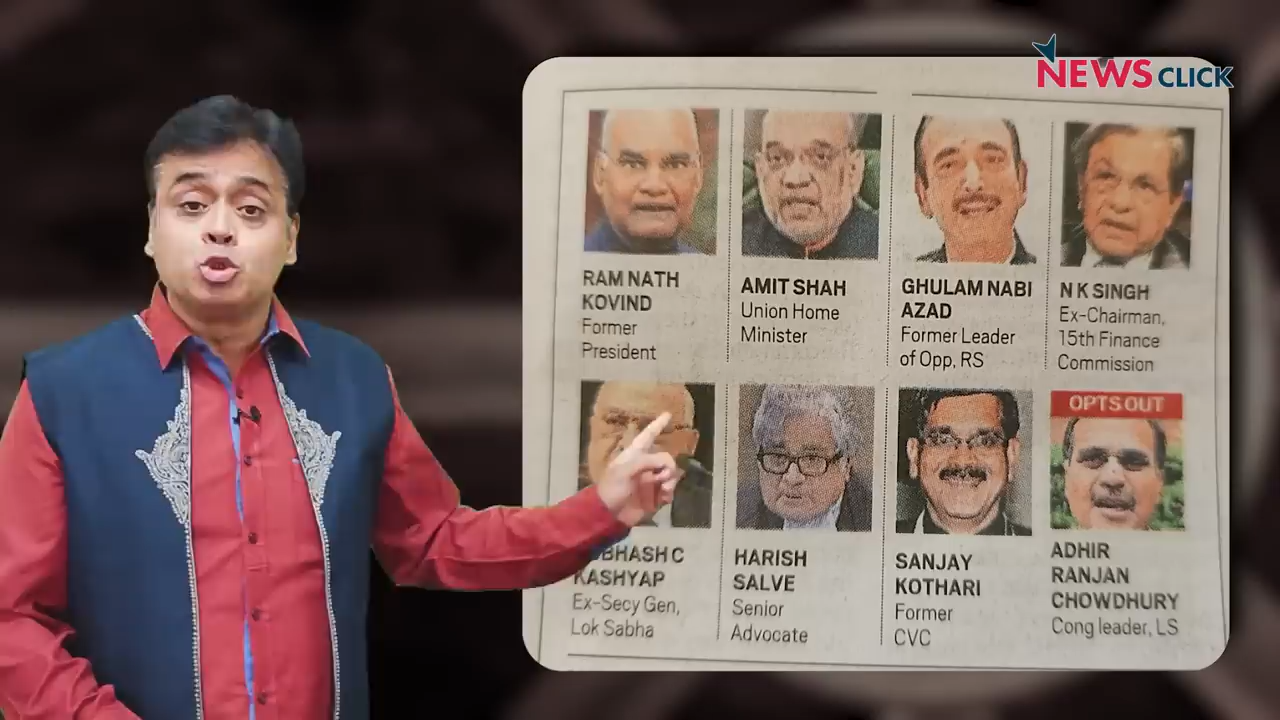 NEWS CLICK
RAM NATH
KOVIND
Former
President
AMIT SHAH
Union Home
Minister
GHULAM NABI
AZAD
Former Leader
of Opp, RS
N K SINGH
Ex-Chairman,
15th Finance
Commission
BHASH C
KASHYAP
Ex-Secy Gen,
Lok Sabha
HARISH
SALVE
Senior
Advocate
SANJAY
KOTHARI
Former
CVC
OPTS OUT
ADHIR
RANJAN
CHOWDHURY
Cong leader, LS